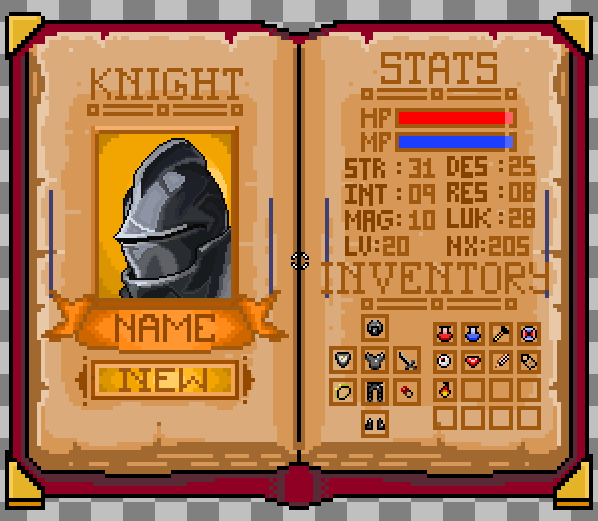 KNIGHT
NAME
NEW
STATS
HP
MP
STR : 31 DES : 25
INT : 09 RES : 08
MAG: 10 LUK : 28
LV:20 NX:205
INVENTORY